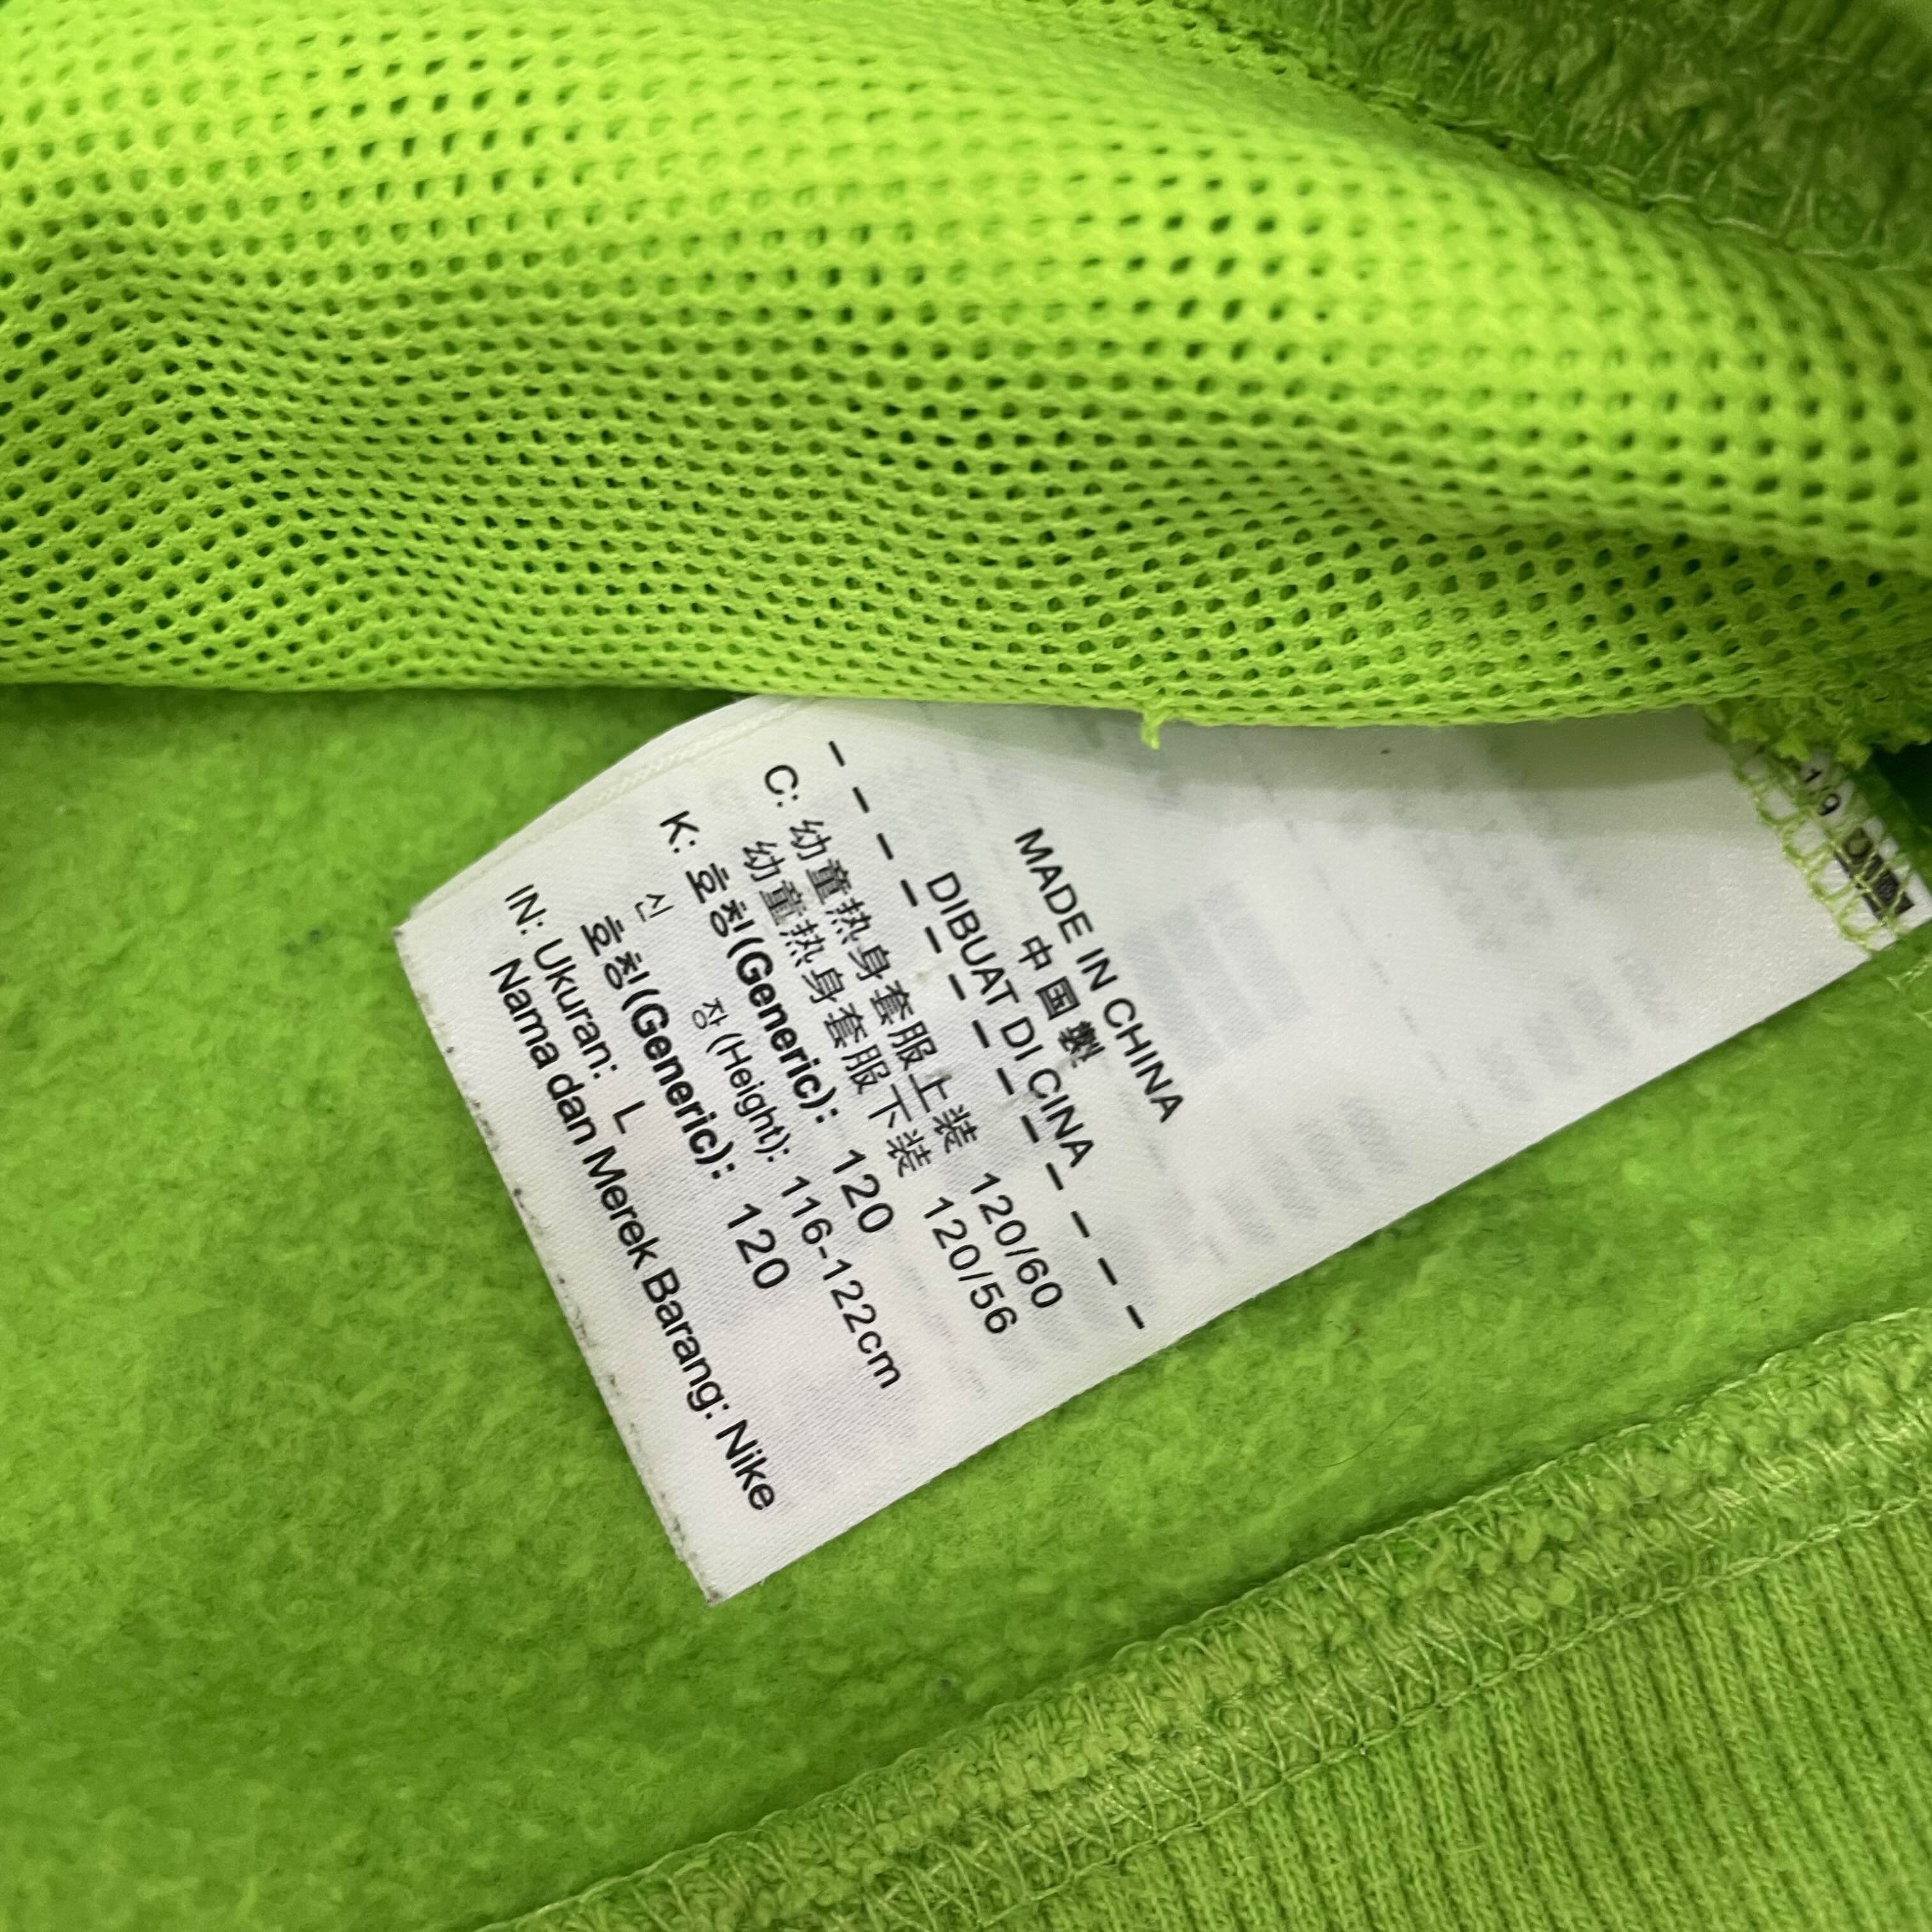 MADE IN CHINA
中国製
DIBUAT DI CINA
C: 幼童热身套服上装 120/60
幼童热身套服下装 120/56
K: 호칭(Generic): 120
신 장(Height): 116-122cm
호칭(Generic): 120
IN: Ukuran: L
Nama dan Merek Barang: Nike